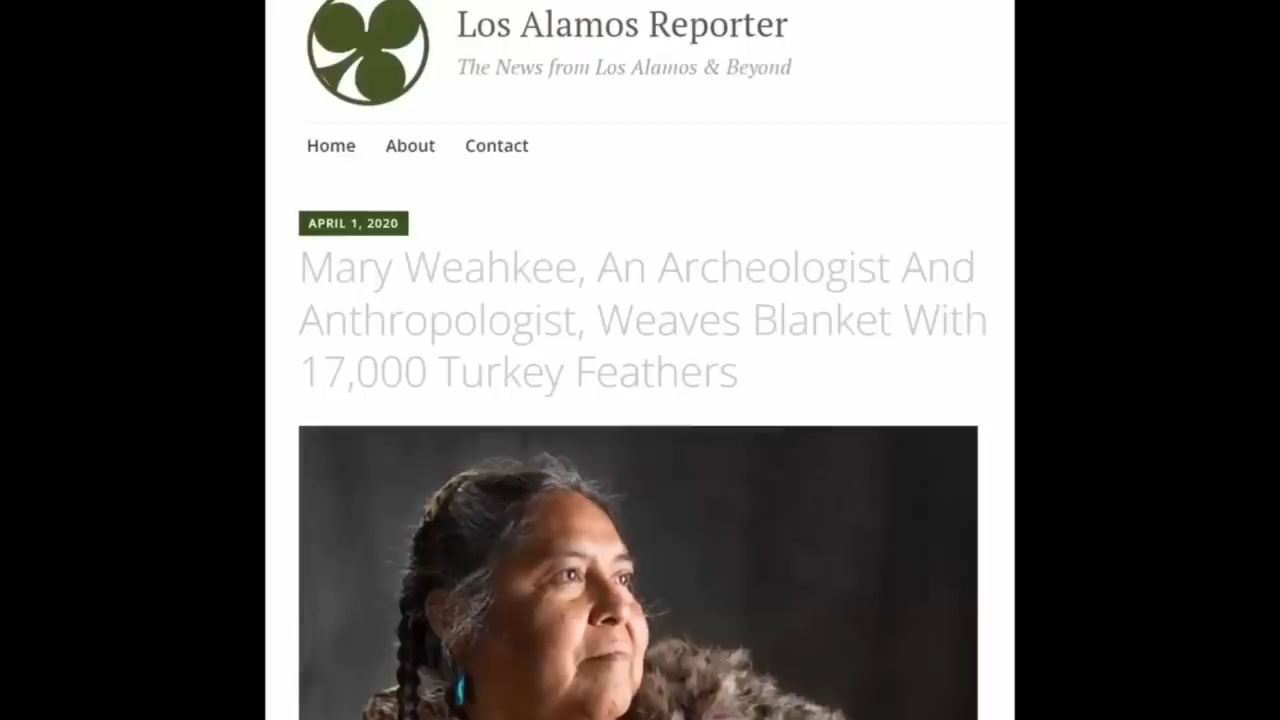 Los Alamos Reporter
The News from Los Alamos & Beyond
Home About Contact
APRIL 1, 2020
Mary Weahkee, An Archeologist And
Anthropologist, Weaves Blanket With
17,000 Turkey Feathers